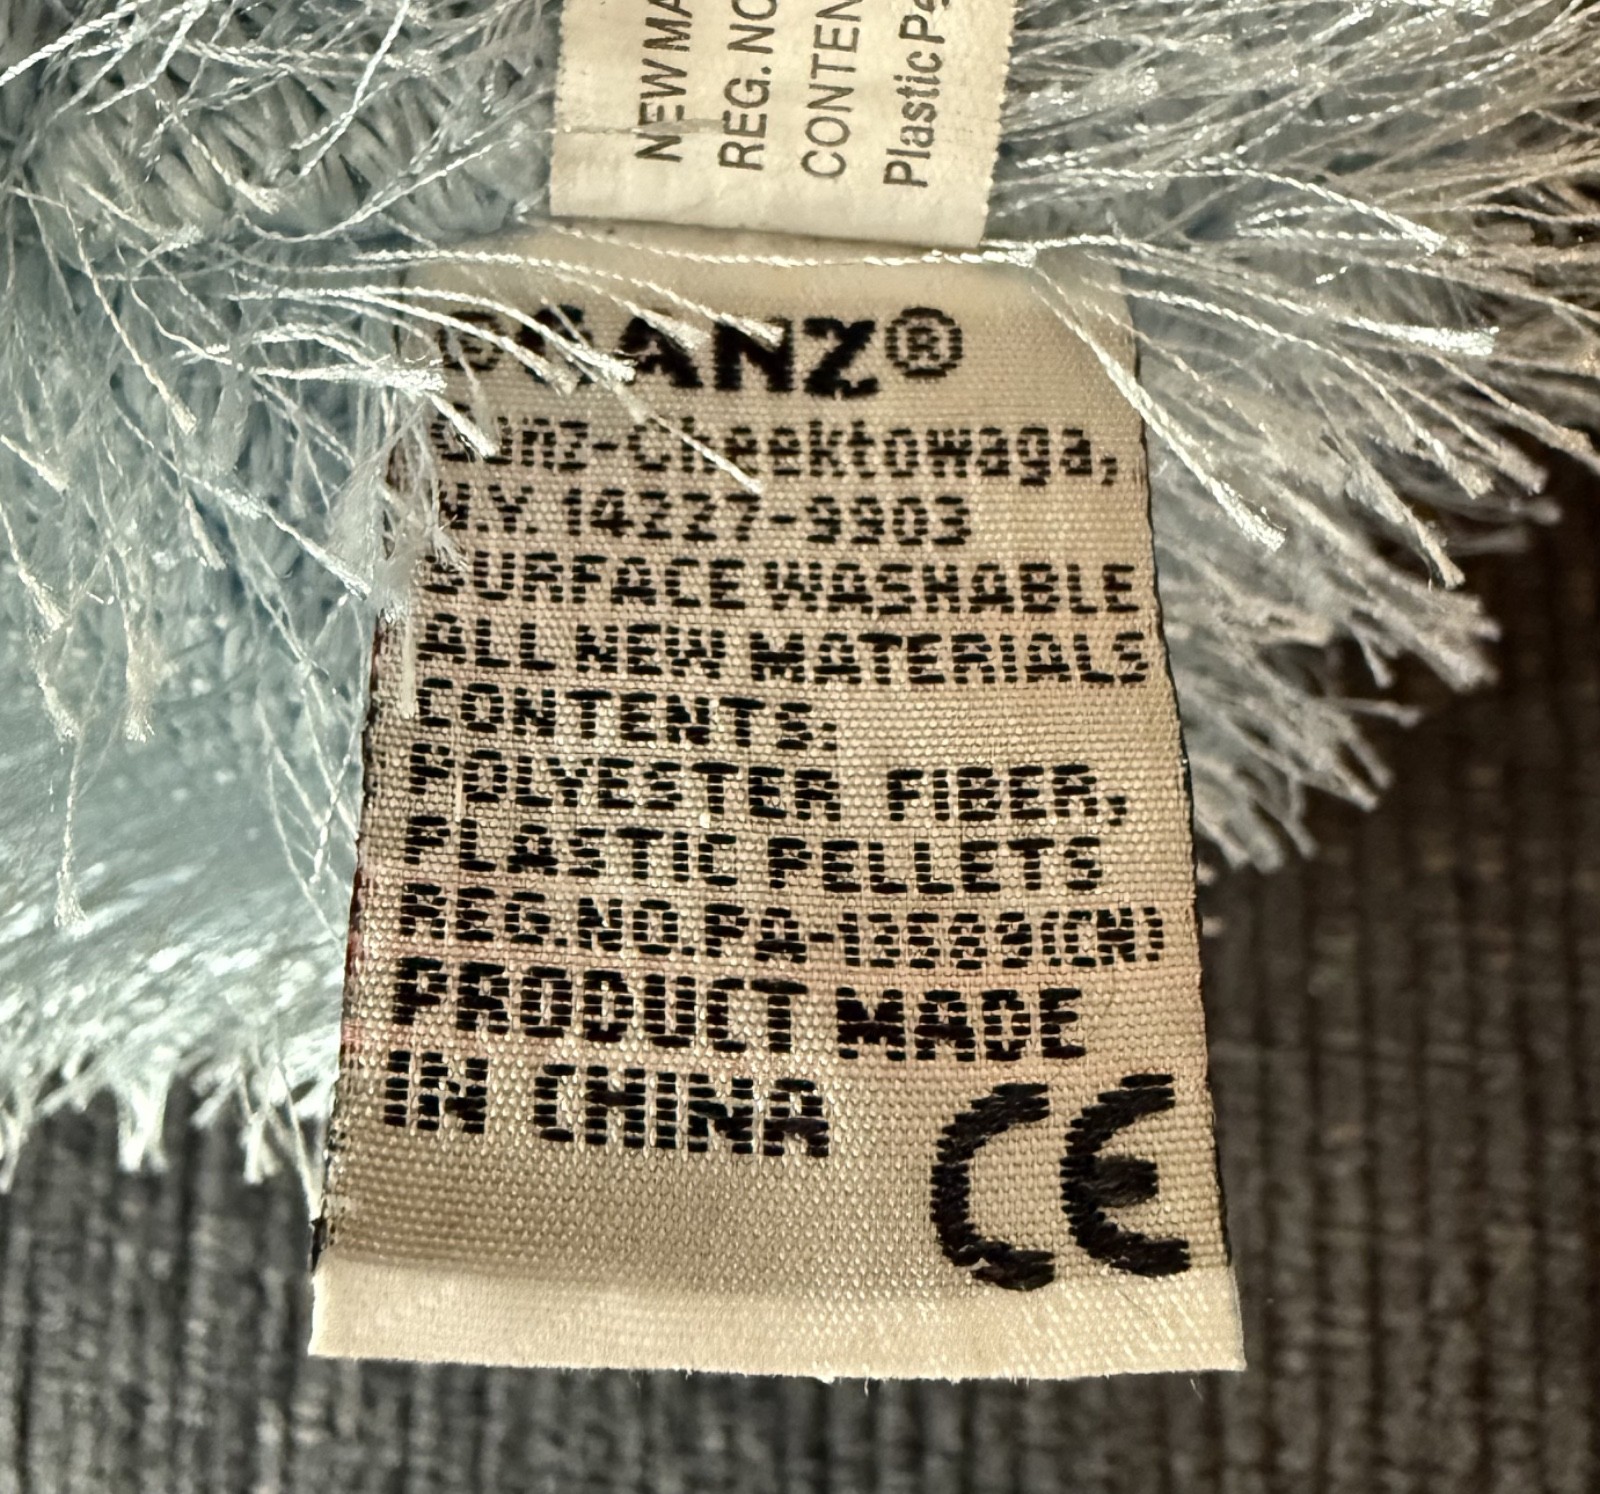 NEW MA
REG. NO
CONTEN
Plastic Pe
©GANZ®
Ganz-Cheektowaga,
N.Y. 14227-9903
SURFACE WASHABLE
ALL NEW MATERIALS
CONTENTS:
POLYESTER FIBER,
PLASTIC PELLETS
REG.NO.PA-13589(CN)
PRODUCT MADE
IN CHINA
CE